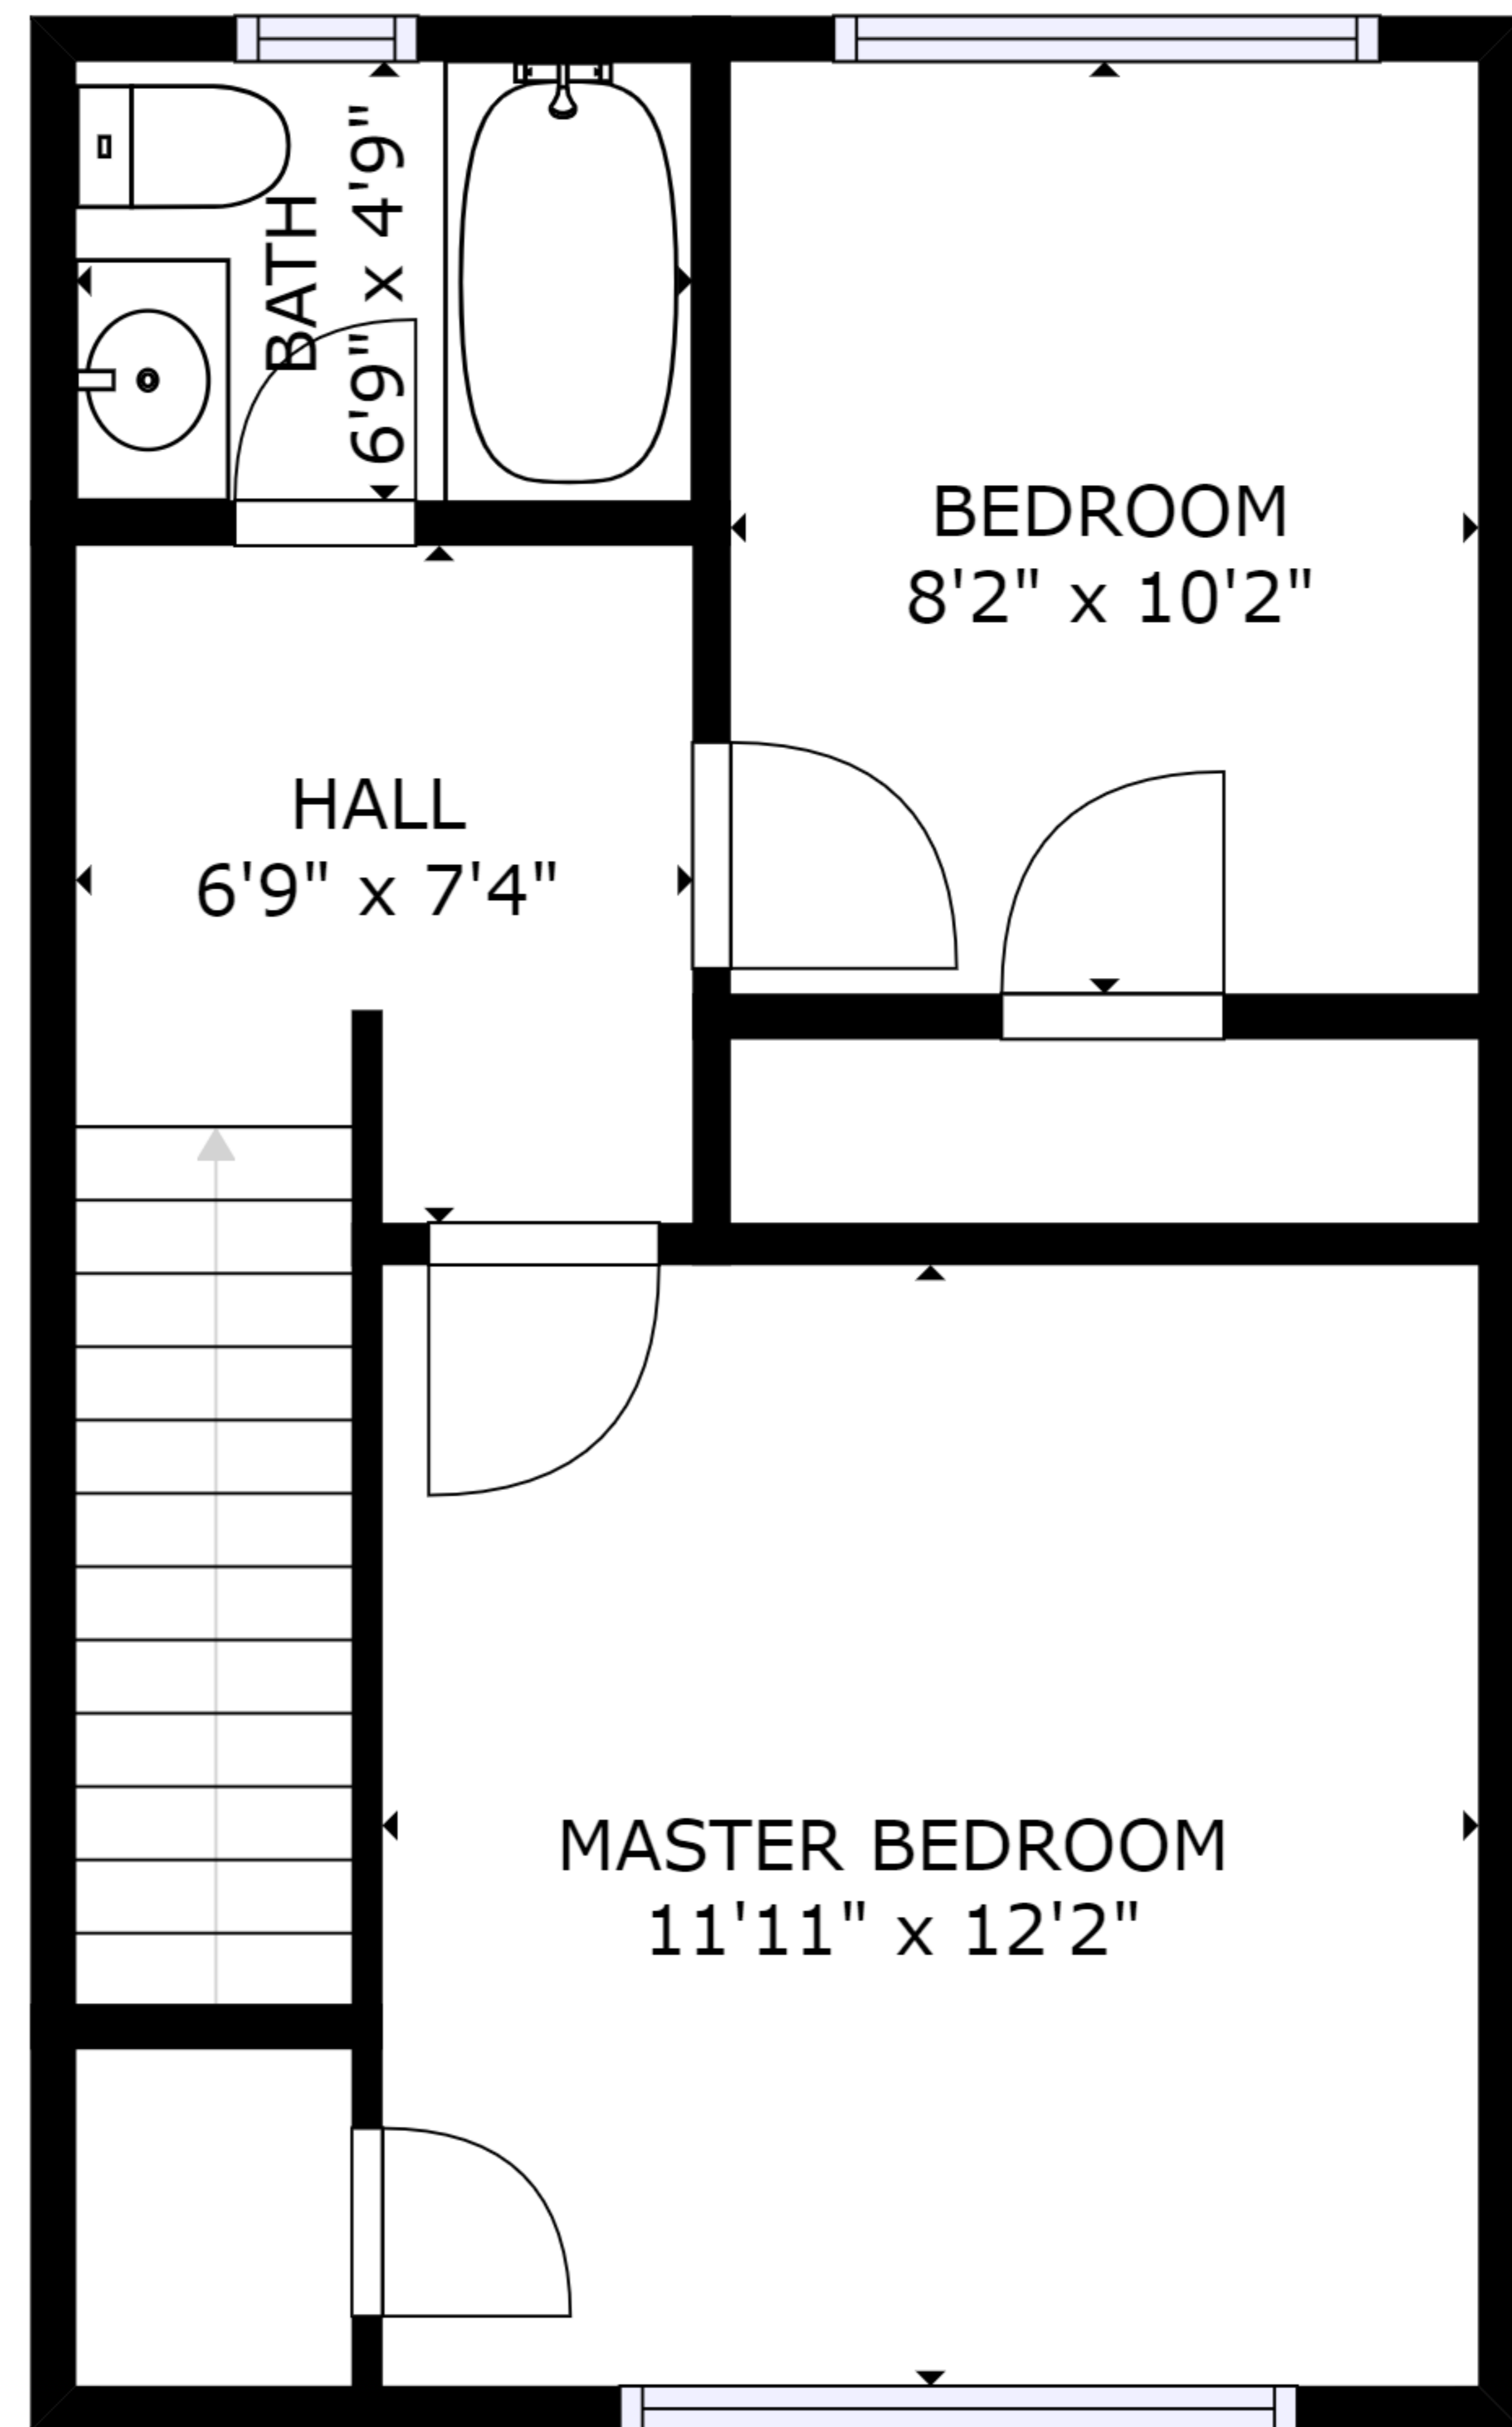 BATH
6'9" x 4'9"
BEDROOM
8'2" x 10'2"
HALL
6'9" x 7'4"
MASTER BEDROOM
11'11" x 12'2"